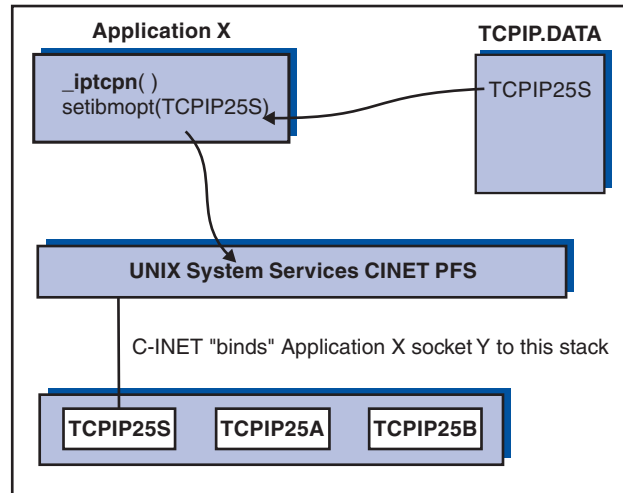 Application X
TCPIP.DATA
_iptcpn( )
setibmopt(TCPIP25S)
TCPIP25S
UNIX System Services CINET PFS
C-INET "binds" Application X socket Y to this stack
TCPIP25S
TCPIP25A
TCPIP25B